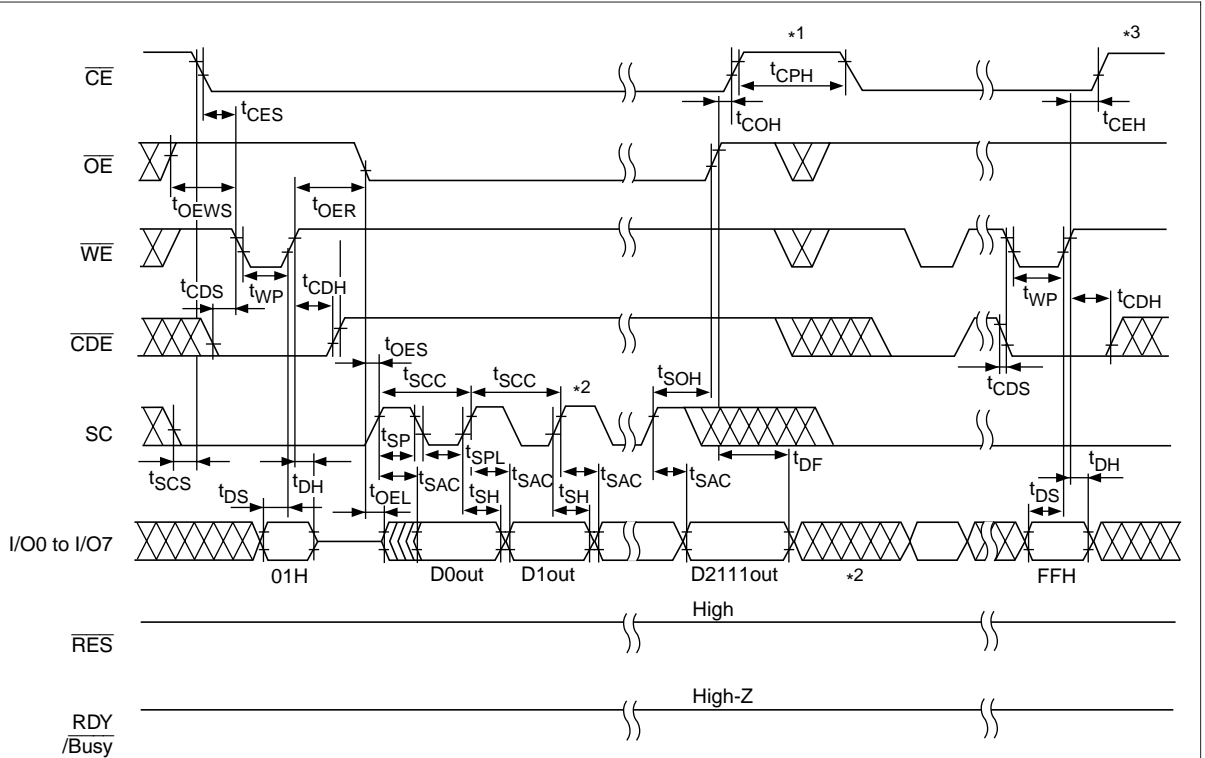 *1 *3
CE tCPH
tCES tCOH tCEH
OE
tOEWS tOER
WE
tCDS tWP tCDH tWP tCDH
CDE
tOES
tSCC tSCC *2 tSOH tCDS
SC
tSP tSPL tDF
tSCS tDH tSAC tSAC tSAC tDH
tDS tOEL tSH tSH tDS
I/O0 to I/O7
01H D0out D1out D2111out *2 FFH
High
RES
High-Z
RDY
/Busy